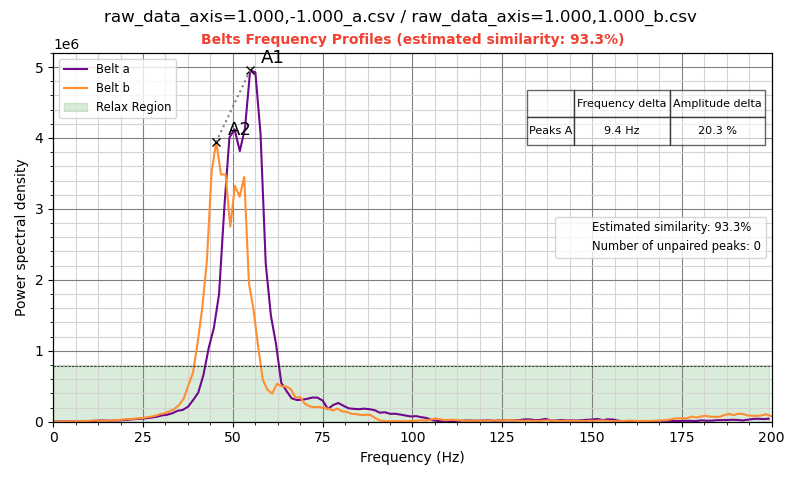 raw_data_axis=1.000,-1.000_a.csv / raw_data_axis=1.000,1.000_b.csv
Belts Frequency Profiles (estimated similarity: 93.3%)
1e6
Belt a
Belt b
Relax Region
A1
A2
Frequency delta Amplitude delta
Peaks A 9.4 Hz 20.3 %
Estimated similarity: 93.3%
Number of unpaired peaks: 0
Power spectral density
5
4
3
2
1
0
0 25 50 75 100 125 150 175 200
Frequency (Hz)